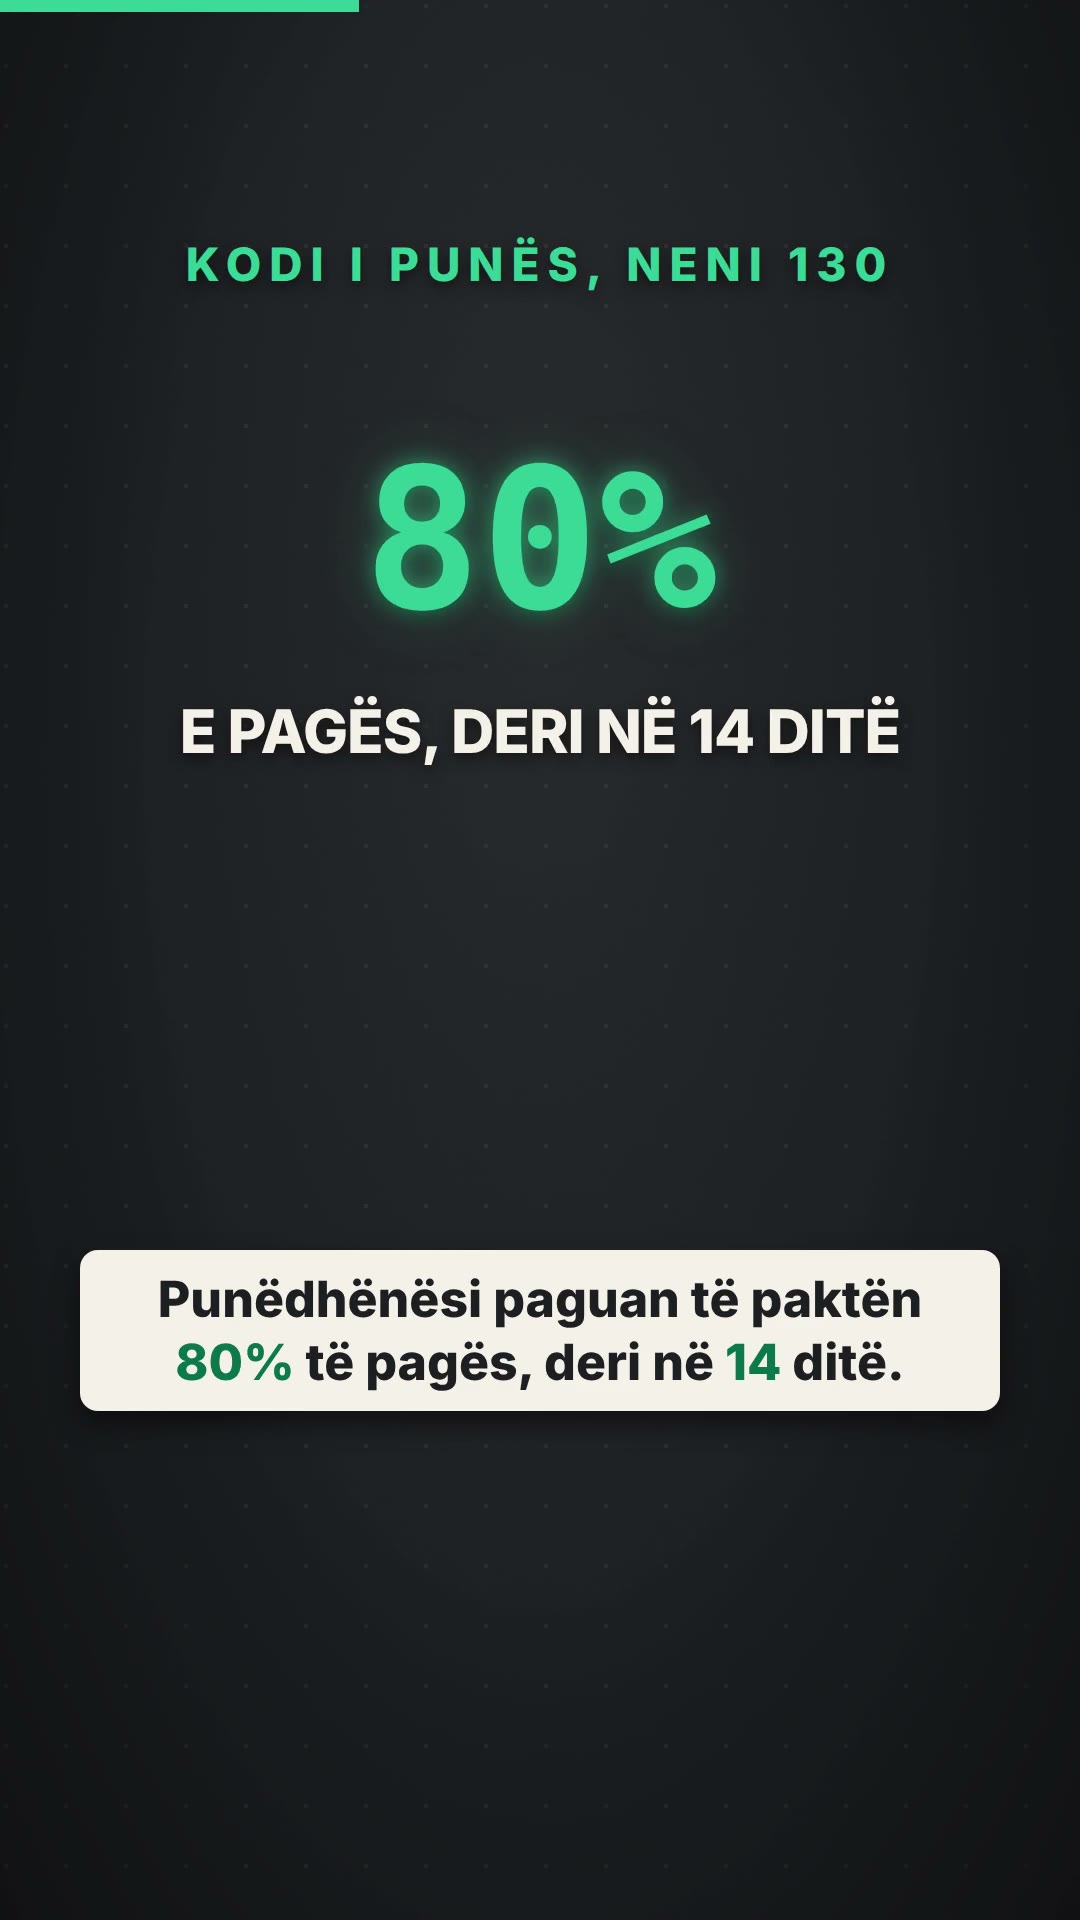 KODI I PUNËS, NENI 130
80%
E PAGËS, DERI NË 14 DITË
Punëdhënësi paguan të paktën
80% të pagës, deri në 14 ditë.